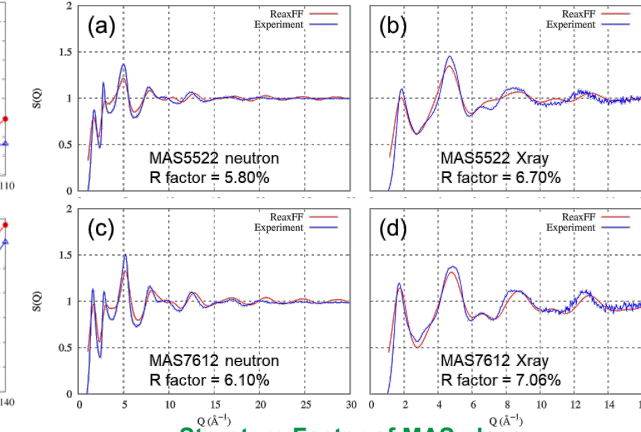 2
(a)
ReaxFF
Experiment
1.5
S(Q)
1
0.5
MAS5522 neutron
R factor = 5.80%
0
(b)
ReaxFF
Experiment
MAS5522 Xray
R factor = 6.70%
110
2
(c)
ReaxFF
Experiment
1.5
S(Q)
1
0.5
MAS7612 neutron
R factor = 6.10%
0
0 5 10 15 20 25 30
Q (Å⁻¹)
(d)
ReaxFF
Experiment
MAS7612 Xray
R factor = 7.06%
0 2 4 6 8 10 12 14
Q (Å⁻¹)
140